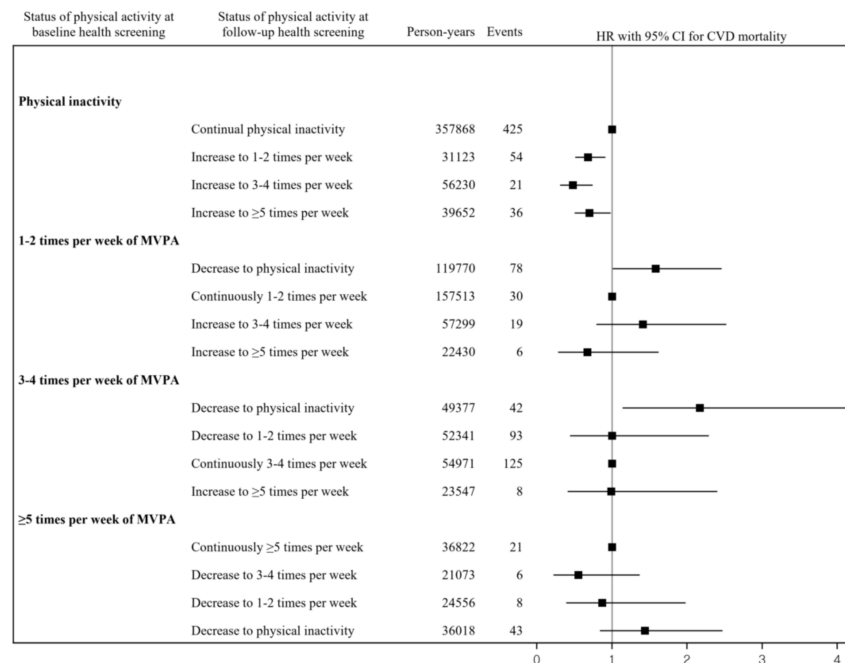 Status of physical activity at baseline health screening Status of physical activity at follow-up health screening Person-years Events HR with 95% CI for CVD mortality
Physical inactivity
Continual physical inactivity 357868 425
Increase to 1-2 times per week 31123 54
Increase to 3-4 times per week 56230 21
Increase to ≥5 times per week 39652 36
1-2 times per week of MVPA
Decrease to physical inactivity 119770 78
Continuously 1-2 times per week 157513 30
Increase to 3-4 times per week 57299 19
Increase to ≥5 times per week 22430 6
3-4 times per week of MVPA
Decrease to physical inactivity 49377 42
Decrease to 1-2 times per week 52341 93
Continuously 3-4 times per week 54971 125
Increase to ≥5 times per week 23547 8
≥5 times per week of MVPA
Continuously ≥5 times per week 36822 21
Decrease to 3-4 times per week 21073 6
Decrease to 1-2 times per week 24556 8
Decrease to physical inactivity 36018 43
0 1 2 3 4